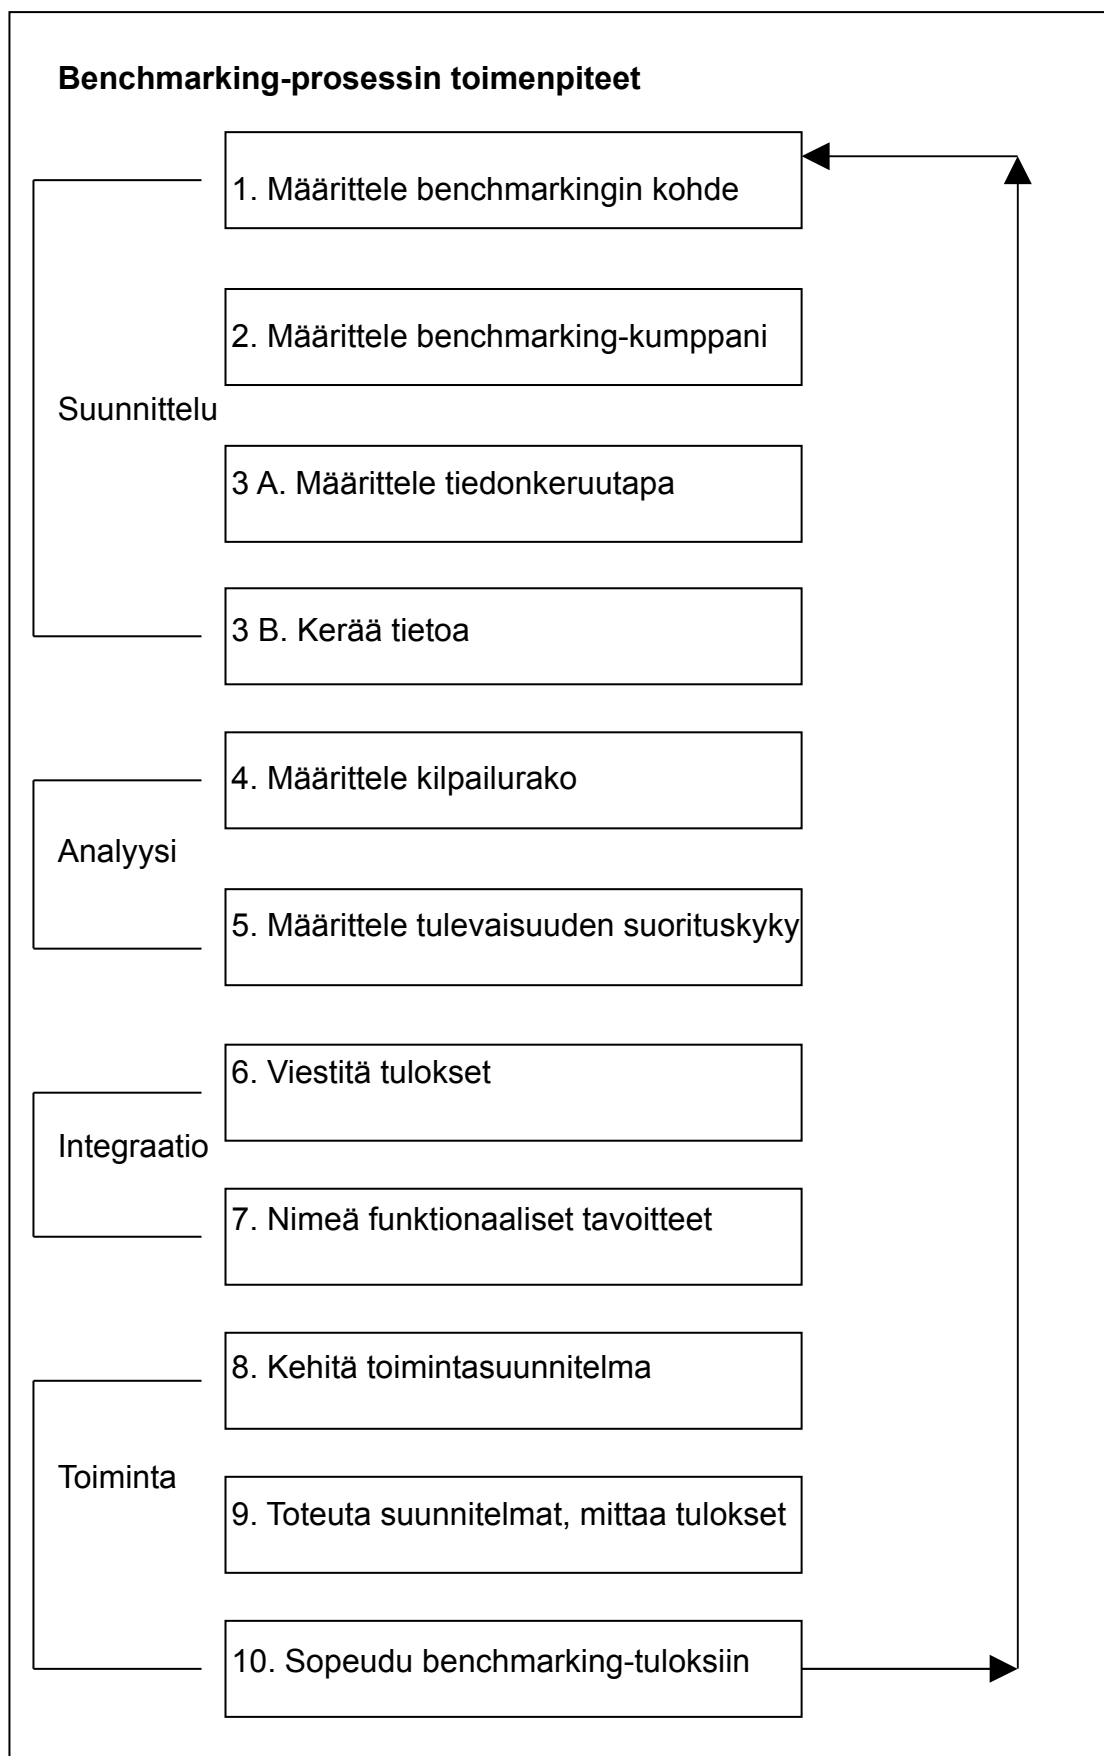 Benchmarking-prosessin toimenpiteet
1. Määrittele benchmarkingin kohde
2. Määrittele benchmarking-kumppani
Suunnittelu
3 A. Määrittele tiedonkeruutapa
3 B. Kerää tietoa
4. Määrittele kilpailurako
Analyysi
5. Määrittele tulevaisuuden suorituskyky
6. Viestitä tulokset
Integraatio
7. Nimeä funktionaaliset tavoitteet
8. Kehitä toimintasuunnitelma
Toiminta
9. Toteuta suunnitelmat, mittaa tulokset
10. Sopeudu benchmarking-tuloksiin